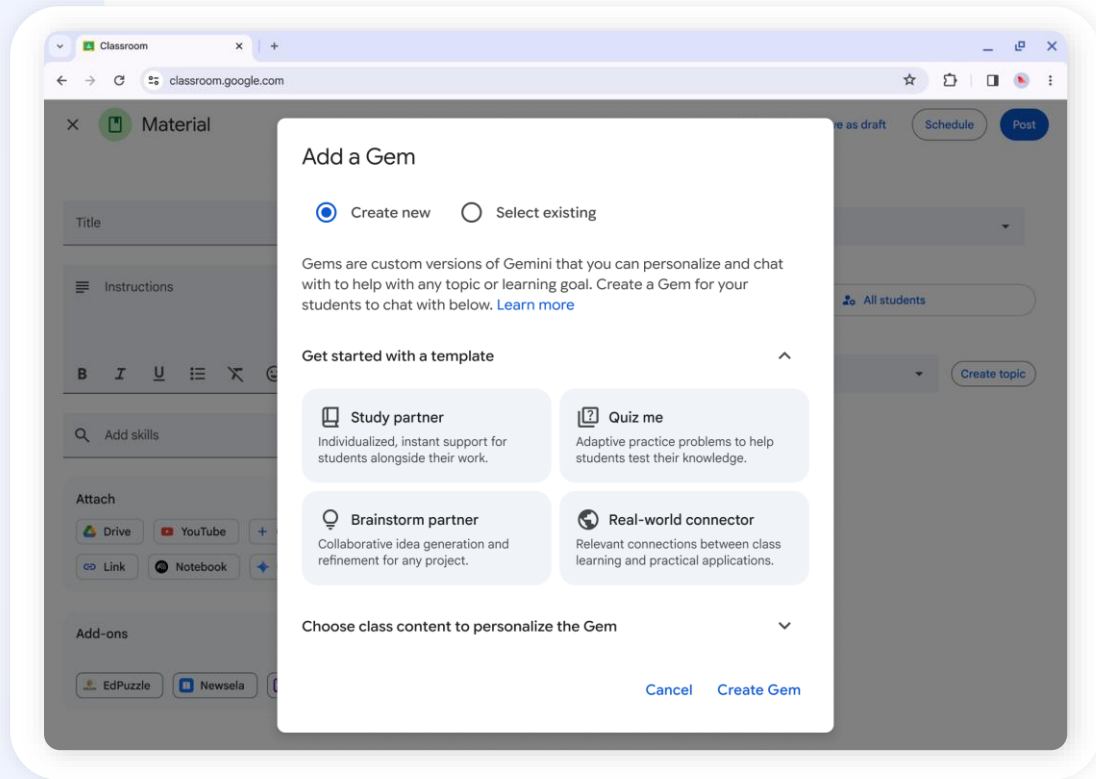 Classroom
classroom.google.com
Material
e as draft
Schedule
Post
Add a Gem
Create new
Select existing
Title
Gems are custom versions of Gemini that you can personalize and chat
with to help with any topic or learning goal. Create a Gem for your
students to chat with below. Learn more
Instructions
All students
Get started with a template
B I U
Create topic
Study partner
Individualized, instant support for
students alongside their work.
Quiz me
Adaptive practice problems to help
students test their knowledge.
Add skills
Attach
Drive
YouTube
Link
Notebook
Brainstorm partner
Collaborative idea generation and
refinement for any project.
Real-world connector
Relevant connections between class
learning and practical applications.
Choose class content to personalize the Gem
Add-ons
EdPuzzle
Newsela
Cancel
Create Gem